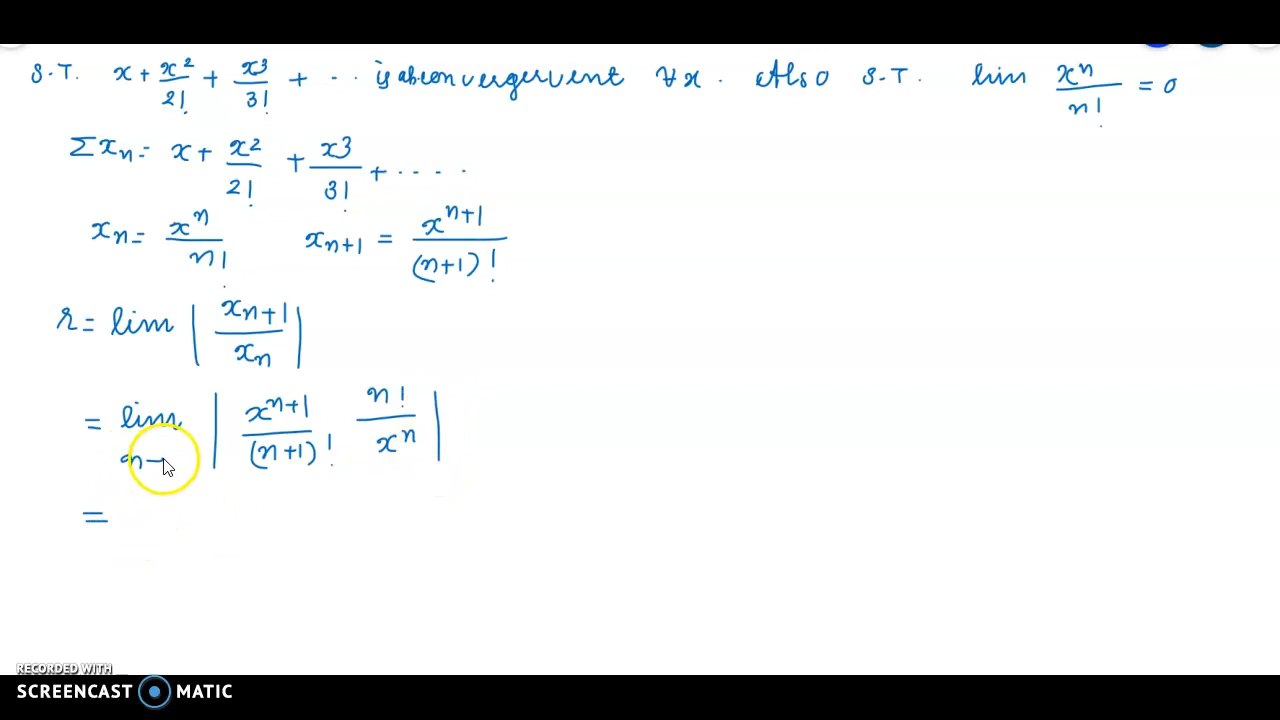 S.T. x + x²/2! + x³/3! + ... is absconvergervent ∀x. Also S.T. lim xⁿ/n! = 0
Σxₙ = x + x²/2! + x³/3! + ....
xₙ = xⁿ/n! xₙ₊₁ = xⁿ⁺¹/(n+1)!
r = lim | xₙ₊₁/xₙ |
= lim | xⁿ⁺¹/(n+1)! n!/xⁿ |
n→
=
RECORDED WITH
SCREENCAST MATIC